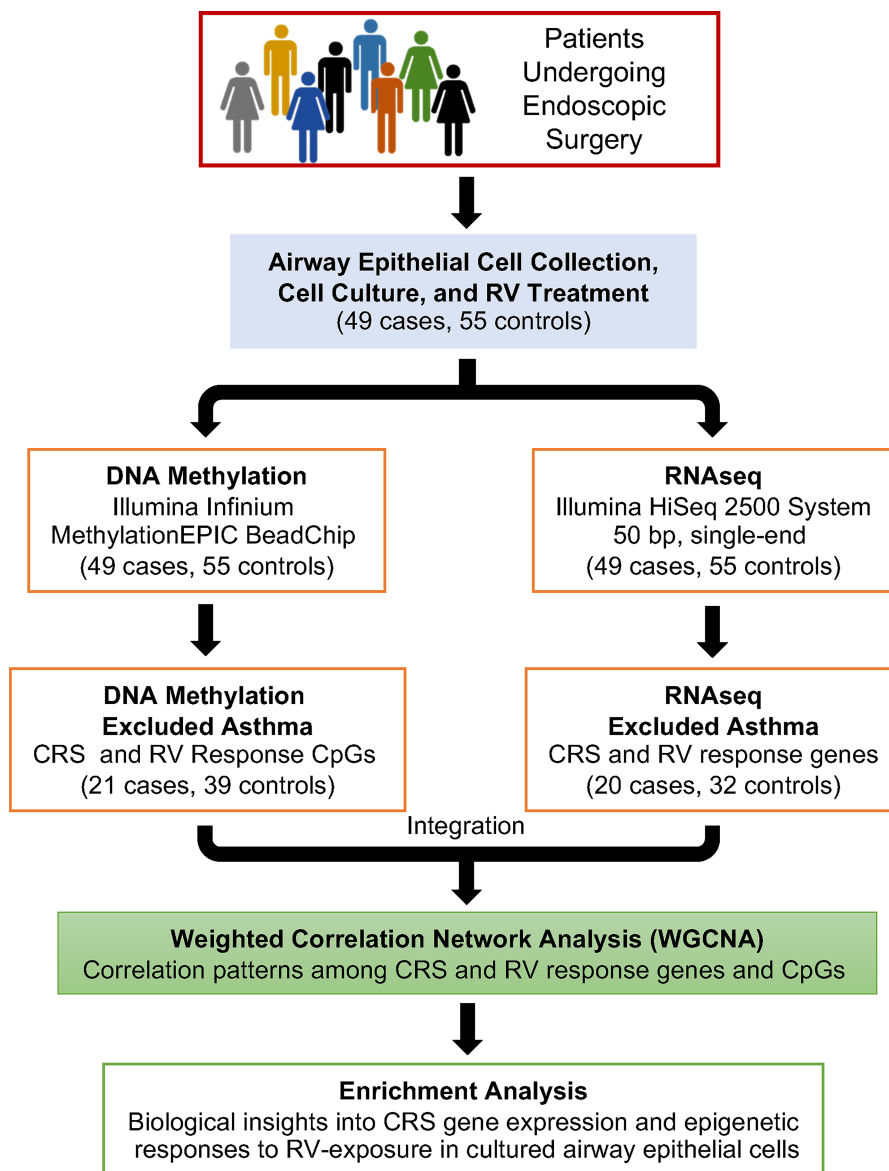 Patients
Undergoing
Endoscopic
Surgery
Airway Epithelial Cell Collection,
Cell Culture, and RV Treatment
(49 cases, 55 controls)
DNA Methylation
Illumina Infinium
MethylationEPIC BeadChip
(49 cases, 55 controls)
RNAseq
Illumina HiSeq 2500 System
50 bp, single-end
(49 cases, 55 controls)
DNA Methylation
Excluded Asthma
CRS and RV Response CpGs
(21 cases, 39 controls)
RNAseq
Excluded Asthma
CRS and RV response genes
(20 cases, 32 controls)
Integration
Weighted Correlation Network Analysis (WGCNA)
Correlation patterns among CRS and RV response genes and CpGs
Enrichment Analysis
Biological insights into CRS gene expression and epigenetic
responses to RV-exposure in cultured airway epithelial cells